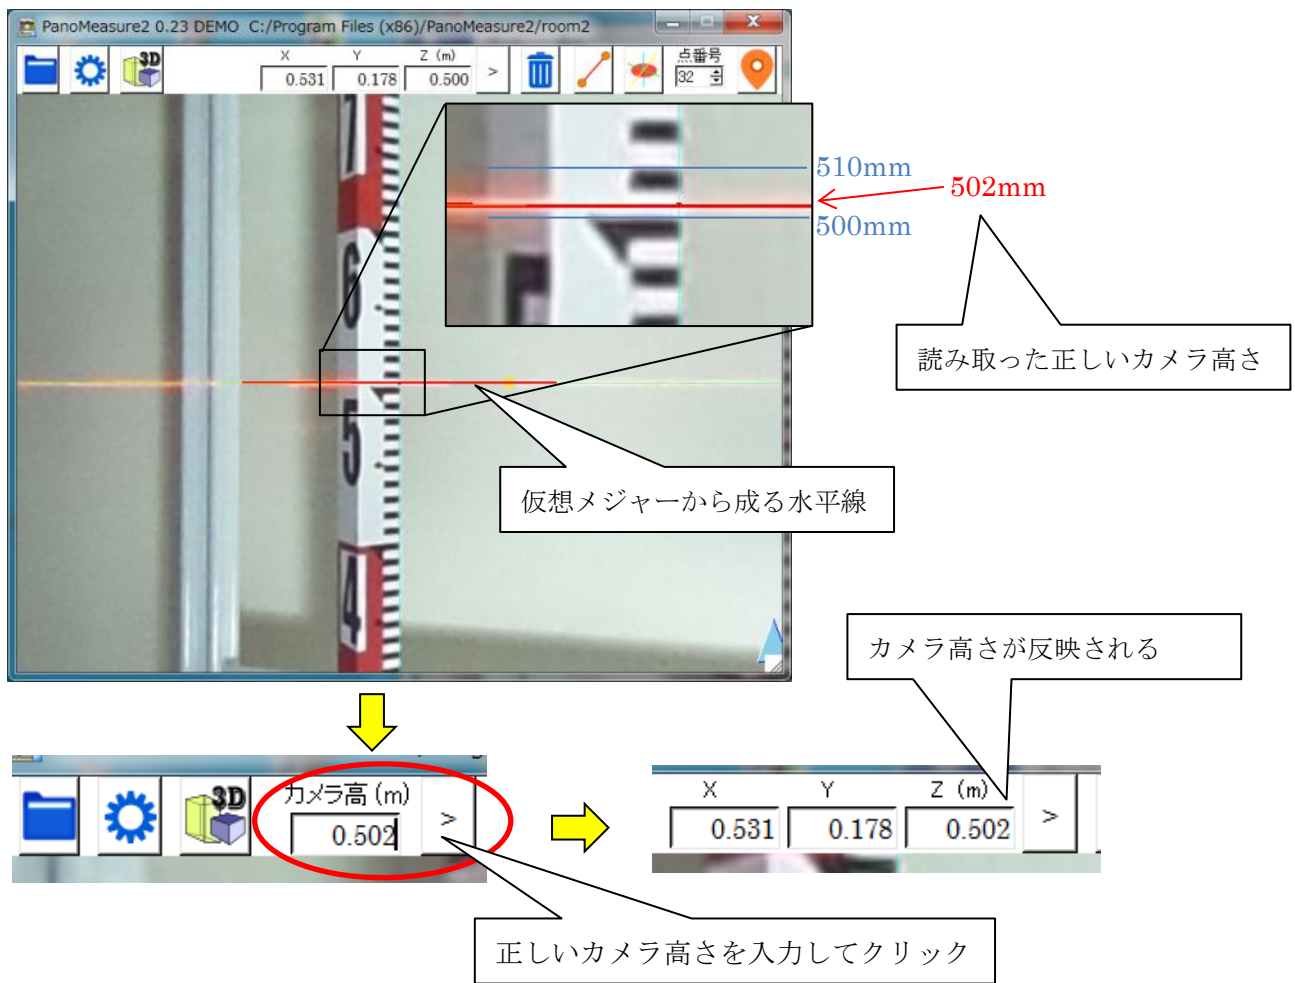 PanoMeasure2 0.23 DEMO C:/Program Files (x86)/PanoMeasure2/room2
3D
X Y Z (m)
0.531 0.178 0.500 >
点番号
32
7
6
5
4
510mm
502mm
500mm
読み取った正しいカメラ高さ
仮想メジャーから成る水平線
カメラ高さが反映される
3D
カメラ高(m)
0.502 >
X Y Z (m)
0.531 0.178 0.502 >
正しいカメラ高さを入力してクリック